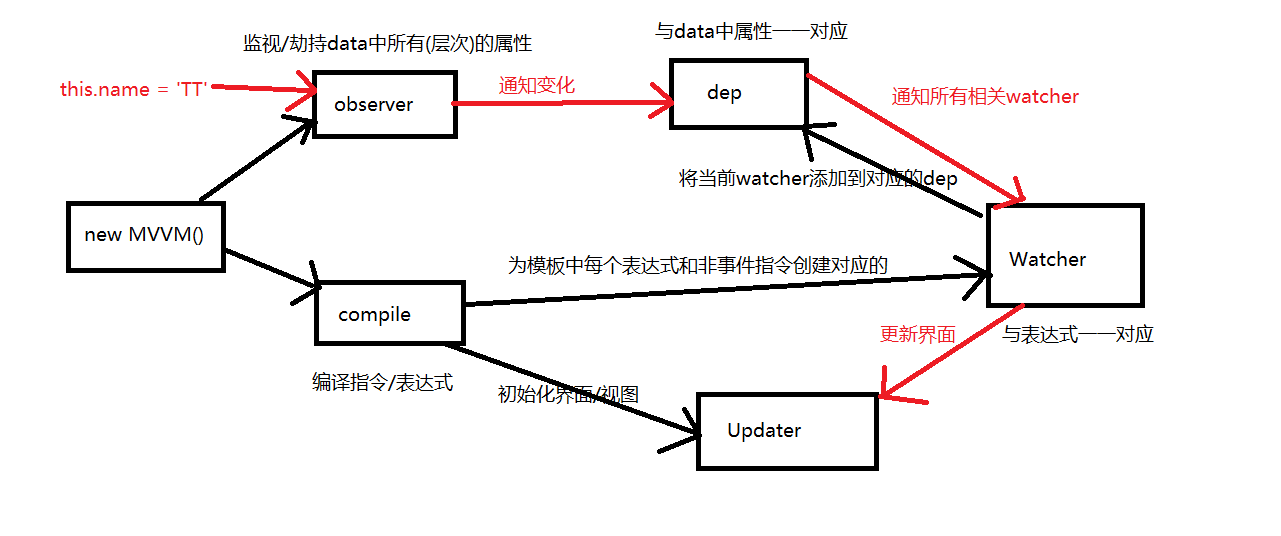 与data中属性一一对应
监视/劫持data中所有(层次)的属性
this.name = 'TT'
observer
通知变化
dep
通知所有相关watcher
将当前watcher添加到对应的dep
new MVVM()
Watcher
为模板中每个表达式和非事件指令创建对应的
compile
更新界面
与表达式一一对应
编译指令/表达式
初始化界面/视图
Updater